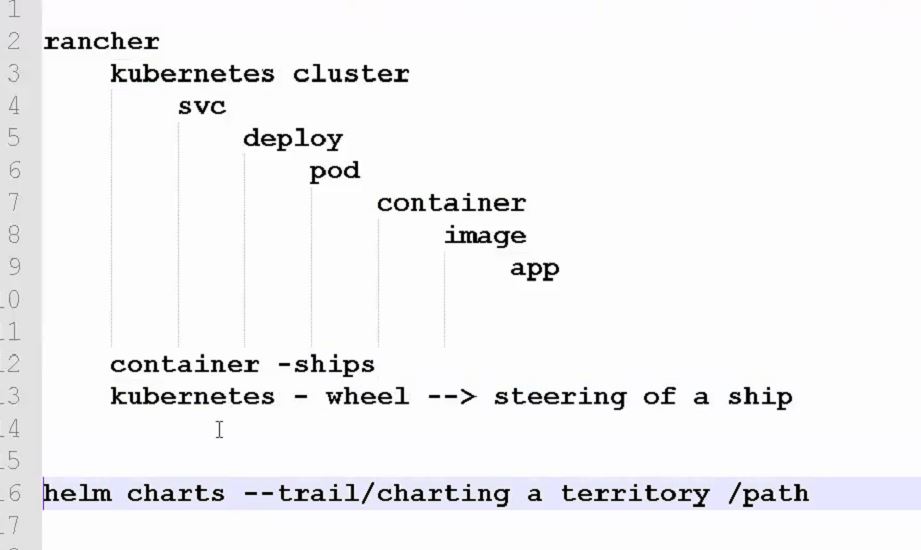 1
2 rancher
3 kubernetes cluster
4 svc
5 deploy
6 pod
7 container
8 image
9 app
10
11
12 container -ships
13 kubernetes - wheel --> steering of a ship
14
15
16 helm charts --trail/charting a territory /path
17